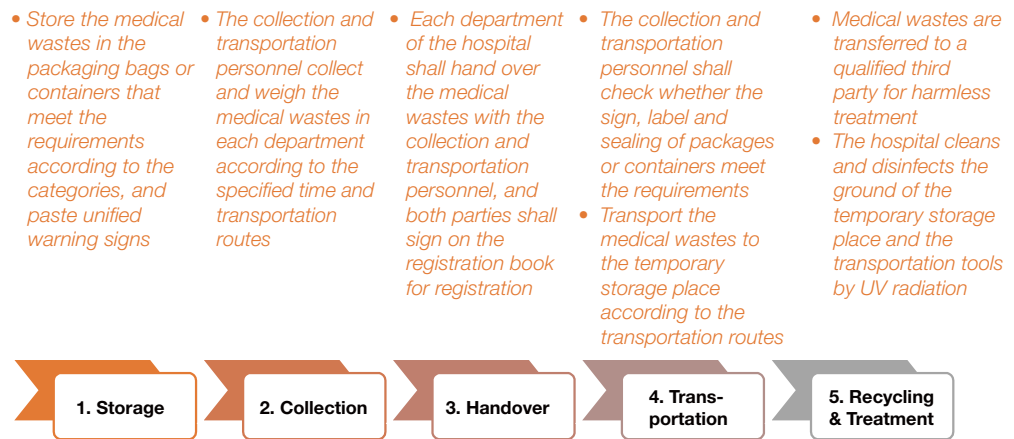 • Store the medical
wastes in the
packaging bags or
containers that
meet the
requirements
according to the
categories, and
paste unified
warning signs
• The collection and
transportation
personnel collect
and weigh the
medical wastes in
each department
according to the
specified time and
transportation
routes
• Each department
of the hospital
shall hand over
the medical
wastes with the
collection and
transportation
personnel, and
both parties shall
sign on the
registration book
for registration
• The collection and
transportation
personnel shall
check whether the
sign, label and
sealing of packages
or containers meet
the requirements
• Transport the
medical wastes to
the temporary
storage place
according to the
transportation routes
• Medical wastes are
transferred to a
qualified third
party for harmless
treatment
• The hospital cleans
and disinfects the
ground of the
temporary storage
place and the
transportation tools
by UV radiation
1. Storage
2. Collection
3. Handover
4. Trans-
portation
5. Recycling
& Treatment